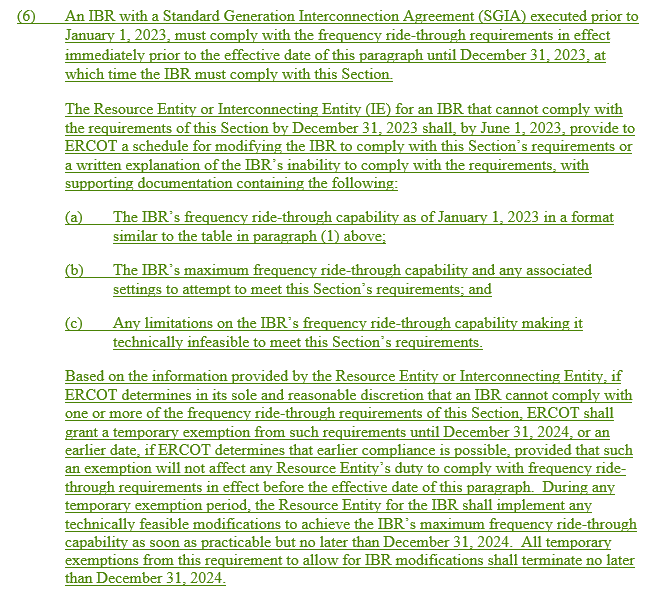 (6) An IBR with a Standard Generation Interconnection Agreement (SGIA) executed prior to
January 1, 2023, must comply with the frequency ride-through requirements in effect
immediately prior to the effective date of this paragraph until December 31, 2023, at
which time the IBR must comply with this Section.
The Resource Entity or Interconnecting Entity (IE) for an IBR that cannot comply with
the requirements of this Section by December 31, 2023 shall, by June 1, 2023, provide to
ERCOT a schedule for modifying the IBR to comply with this Section's requirements or
a written explanation of the IBR's inability to comply with the requirements, with
supporting documentation containing the following:
(a) The IBR's frequency ride-through capability as of January 1, 2023 in a format
similar to the table in paragraph (1) above;
(b) The IBR's maximum frequency ride-through capability and any associated
settings to attempt to meet this Section's requirements; and
(c) Any limitations on the IBR's frequency ride-through capability making it
technically infeasible to meet this Section's requirements.
Based on the information provided by the Resource Entity or Interconnecting Entity, if
ERCOT determines in its sole and reasonable discretion that an IBR cannot comply with
one or more of the frequency ride-through requirements of this Section, ERCOT shall
grant a temporary exemption from such requirements until December 31, 2024, or an
earlier date, if ERCOT determines that earlier compliance is possible, provided that such
an exemption will not affect any Resource Entity's duty to comply with frequency ride-
through requirements in effect before the effective date of this paragraph. During any
temporary exemption period, the Resource Entity for the IBR shall implement any
technically feasible modifications to achieve the IBR's maximum frequency ride-through
capability as soon as practicable but no later than December 31, 2024. All temporary
exemptions from this requirement to allow for IBR modifications shall terminate no later
than December 31, 2024.